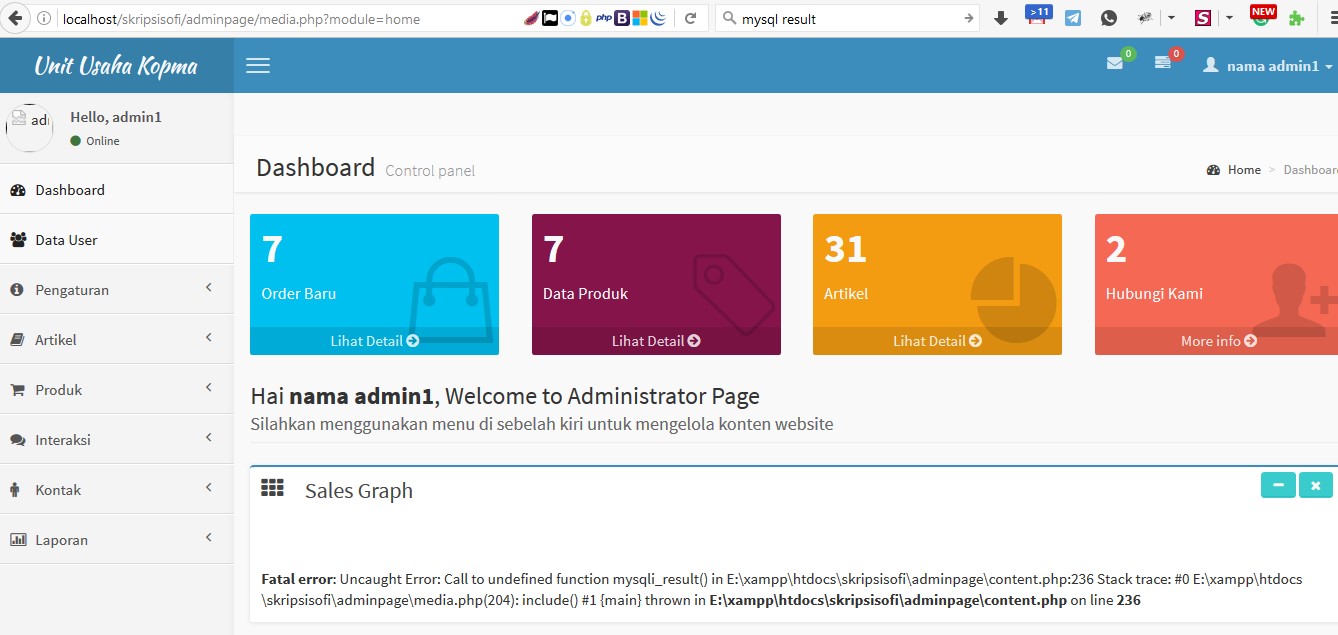 localhost/skripsisofi/adminpage/media.php?module=home
php
B
mysql result
>11
S
NEW
Unit Usaha Kopma
0
0
nama admin1
adı
Hello, admin1
Online
Dashboard
Data User
Pengaturan
Artikel
Produk
Interaksi
Kontak
Laporan
Dashboard Control panel
Home > Dashboar
7
Order Baru
Lihat Detail
7
Data Produk
Lihat Detail
31
Artikel
Lihat Detail
2
Hubungi Kami
More info
Hai nama admin1, Welcome to Administrator Page
Silahkan menggunakan menu di sebelah kiri untuk mengelola konten website
Sales Graph
Fatal error: Uncaught Error: Call to undefined function mysqli_result() in E:\xampp\htdocs\skripsisofi\adminpage\content.php:236 Stack trace: #0 E:\xampp\htdocs
\skripsisofi\adminpage\media.php(204): include() #1 {main} thrown in E:\xampp\htdocs\skripsisofi\adminpage\content.php on line 236